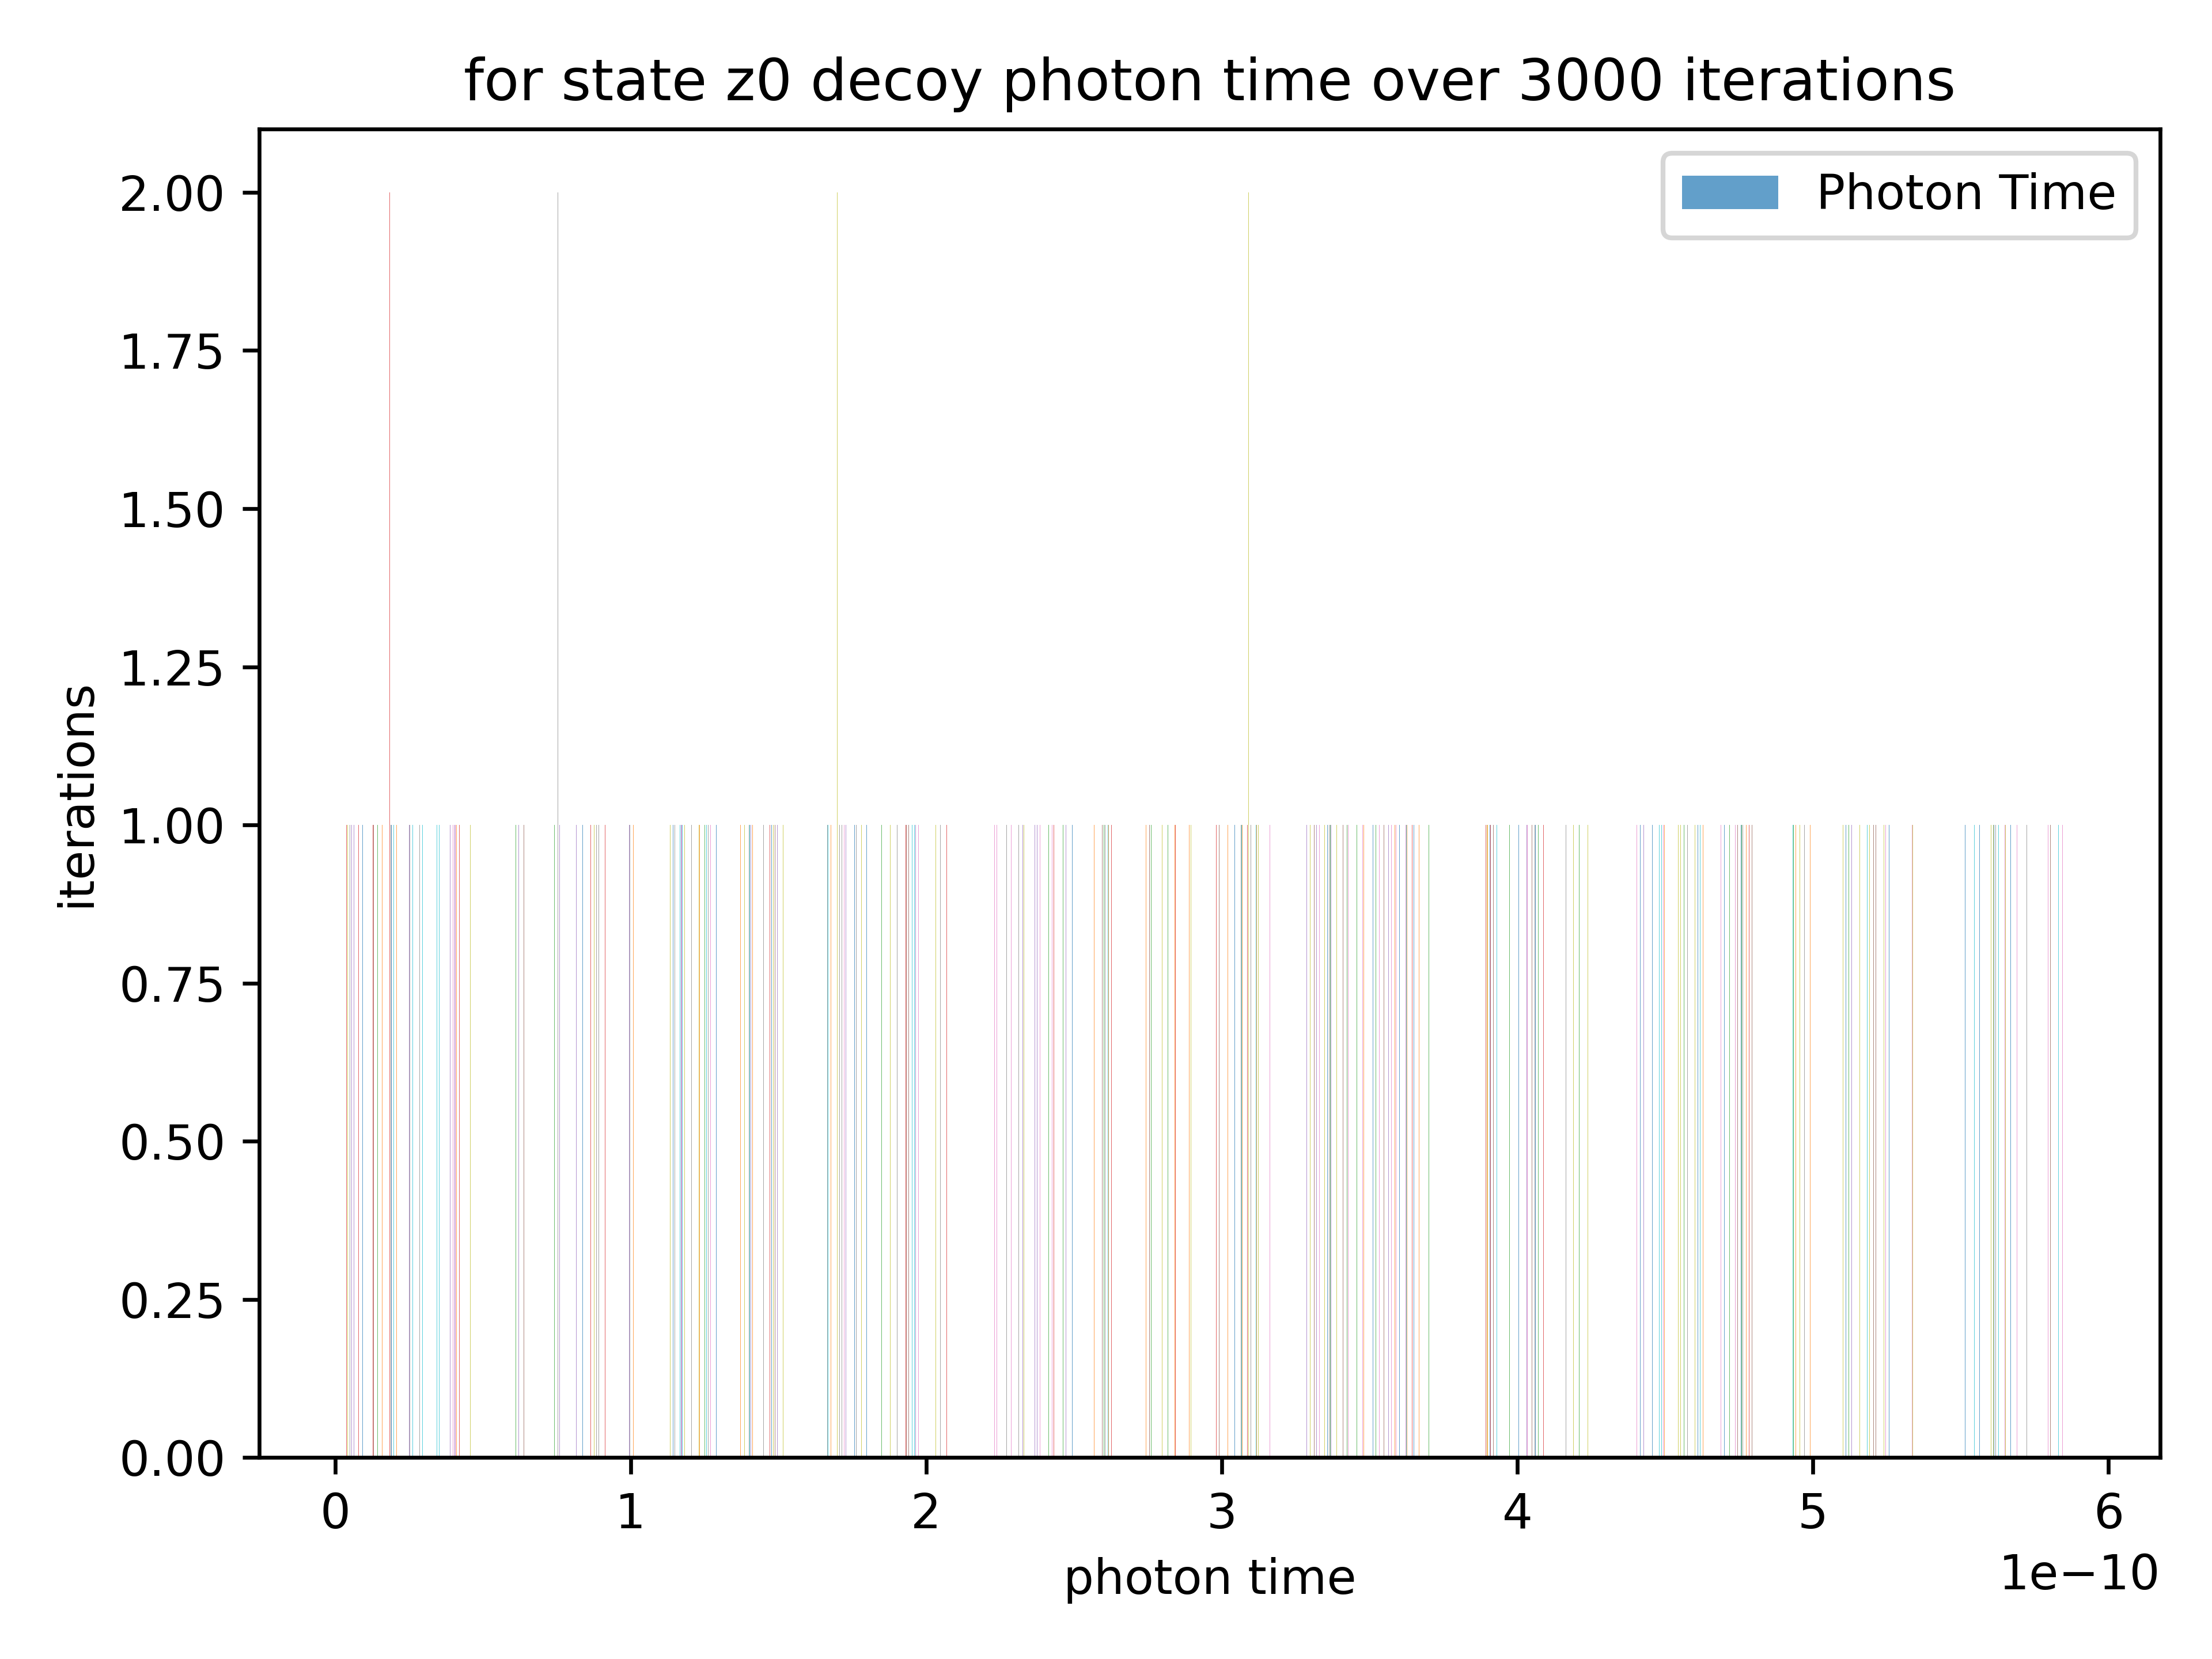 for state z0 decoy photon time over 3000 iterations
Photon Time
2.00
1.75
1.50
1.25
1.00
0.75
0.50
0.25
0.00
iterations
0 1 2 3 4 5 6
1e−10
photon time